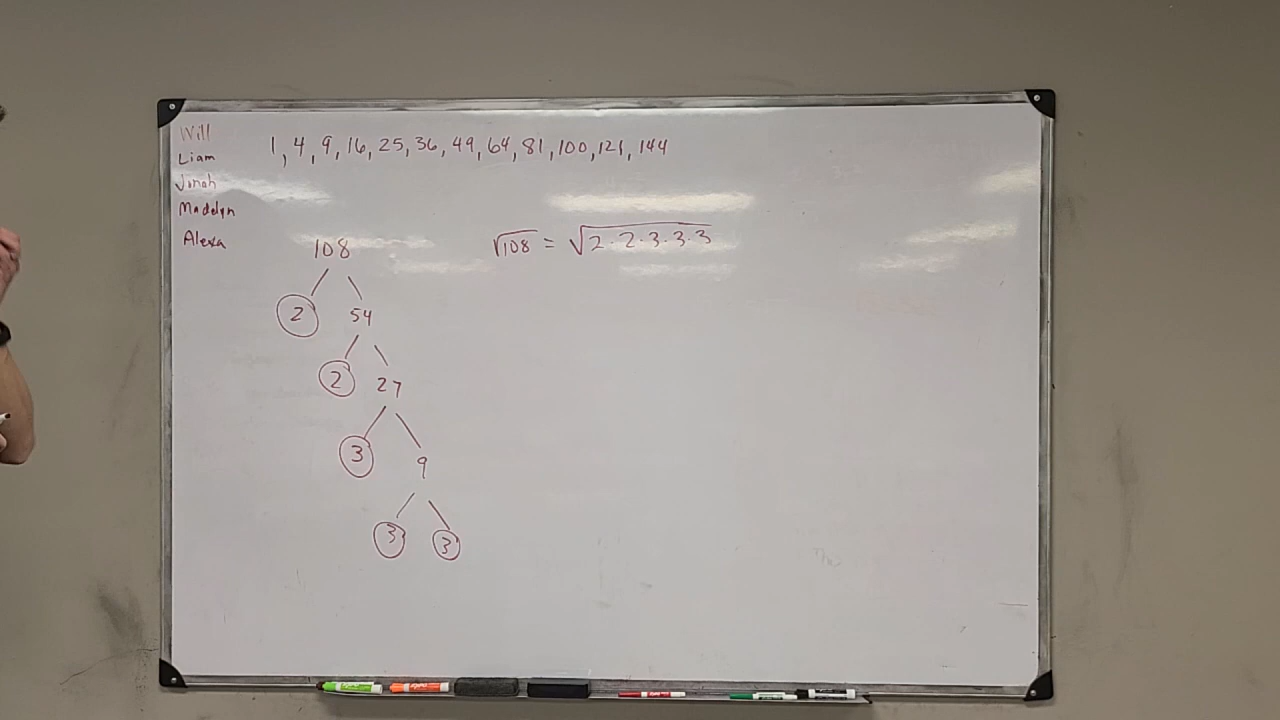 Will
Liam
Jonah
Madelyn
Alexa
1, 4, 9, 16, 25, 36, 49, 64, 81, 100, 121, 144
108
2 54
2 27
3 9
3 3
√108 = √2·2·3·3·3